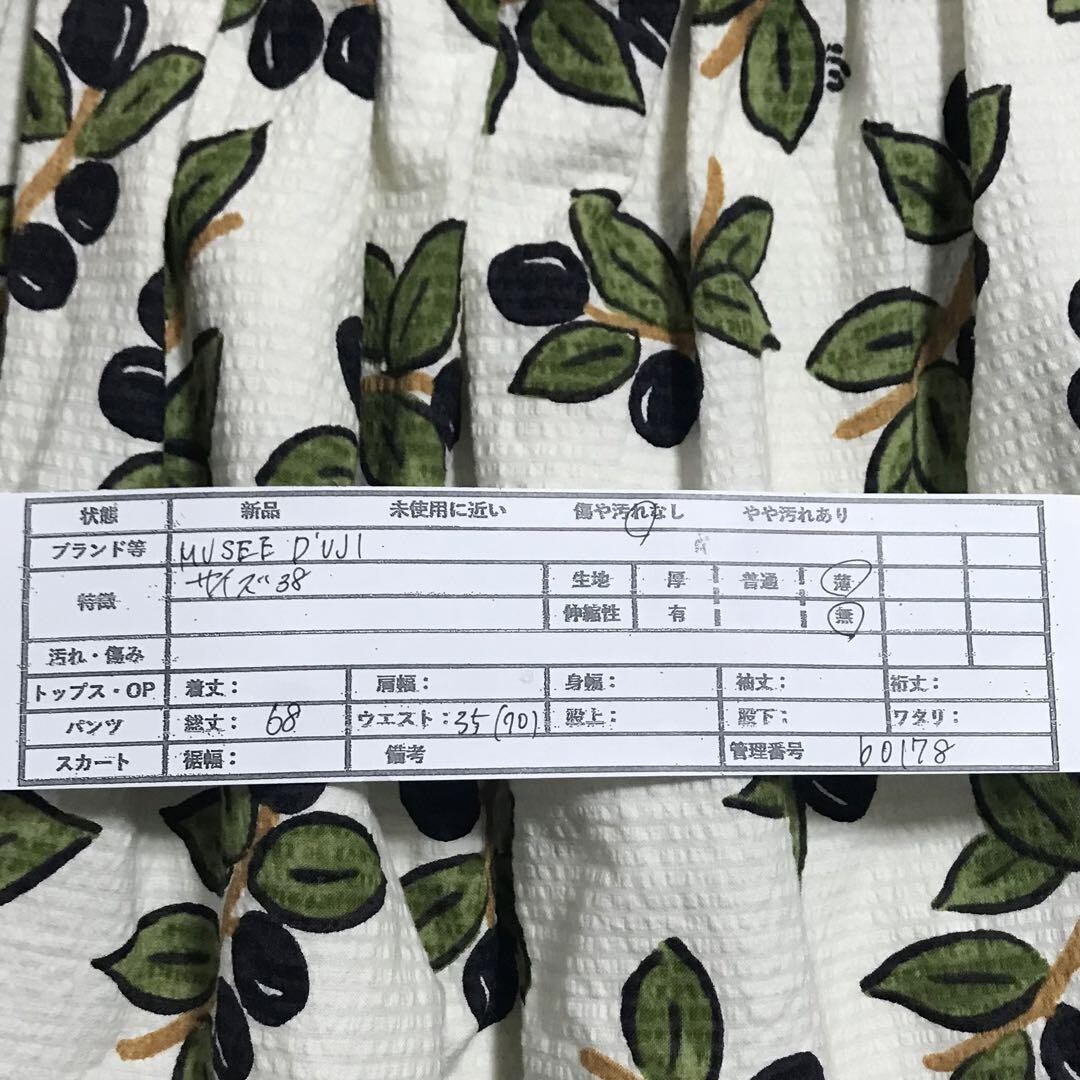 uji
状態 新品 未使用に近い 傷や汚れなし やや汚れあり
ブランド等 MUSEE D'UJI
特徴 サイズ38 生地 厚 普通 薄
伸縮性 有 無
汚れ・傷み
トップス・OP 着丈： 肩幅： 身幅： 袖丈： 裄丈：
パンツ 総丈：68 ウエスト：35(70) 股上： 股下： ワタリ：
スカート 裾幅： 備考 管理番号 60178